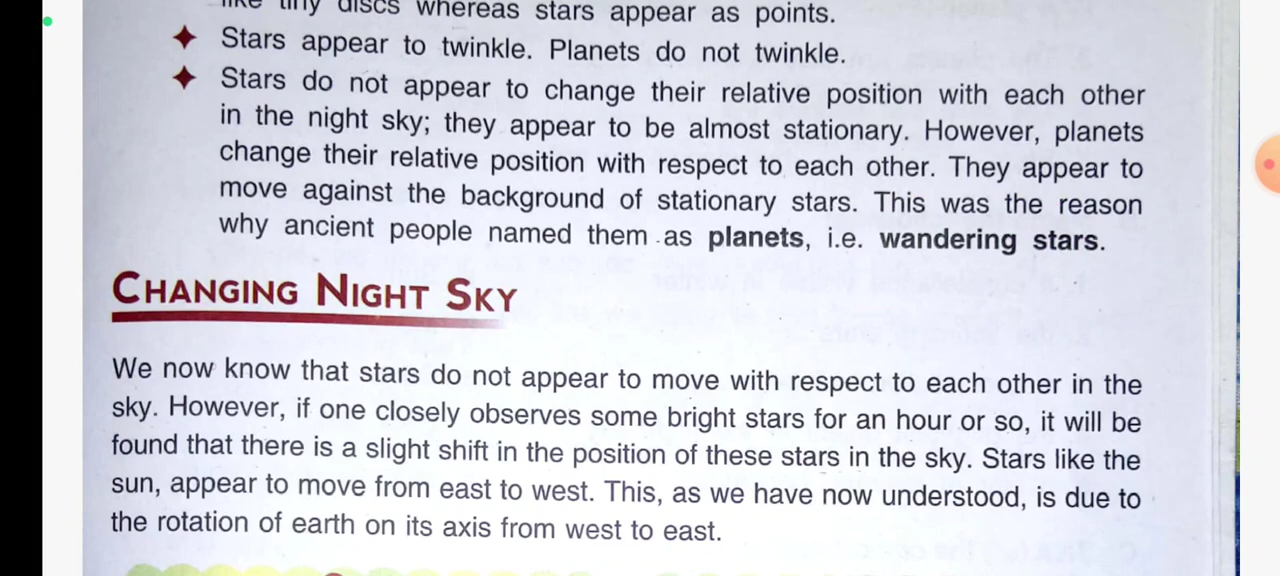 like tiny discs whereas stars appear as points.
Stars appear to twinkle. Planets do not twinkle.
Stars do not appear to change their relative position with each other
in the night sky; they appear to be almost stationary. However, planets
change their relative position with respect to each other. They appear to
move against the background of stationary stars. This was the reason
why ancient people named them as planets, i.e. wandering stars.
CHANGING NIGHT SKY
We now know that stars do not appear to move with respect to each other in the
sky. However, if one closely observes some bright stars for an hour or so, it will be
found that there is a slight shift in the position of these stars in the sky. Stars like the
sun, appear to move from east to west. This, as we have now understood, is due to
the rotation of earth on its axis from west to east.